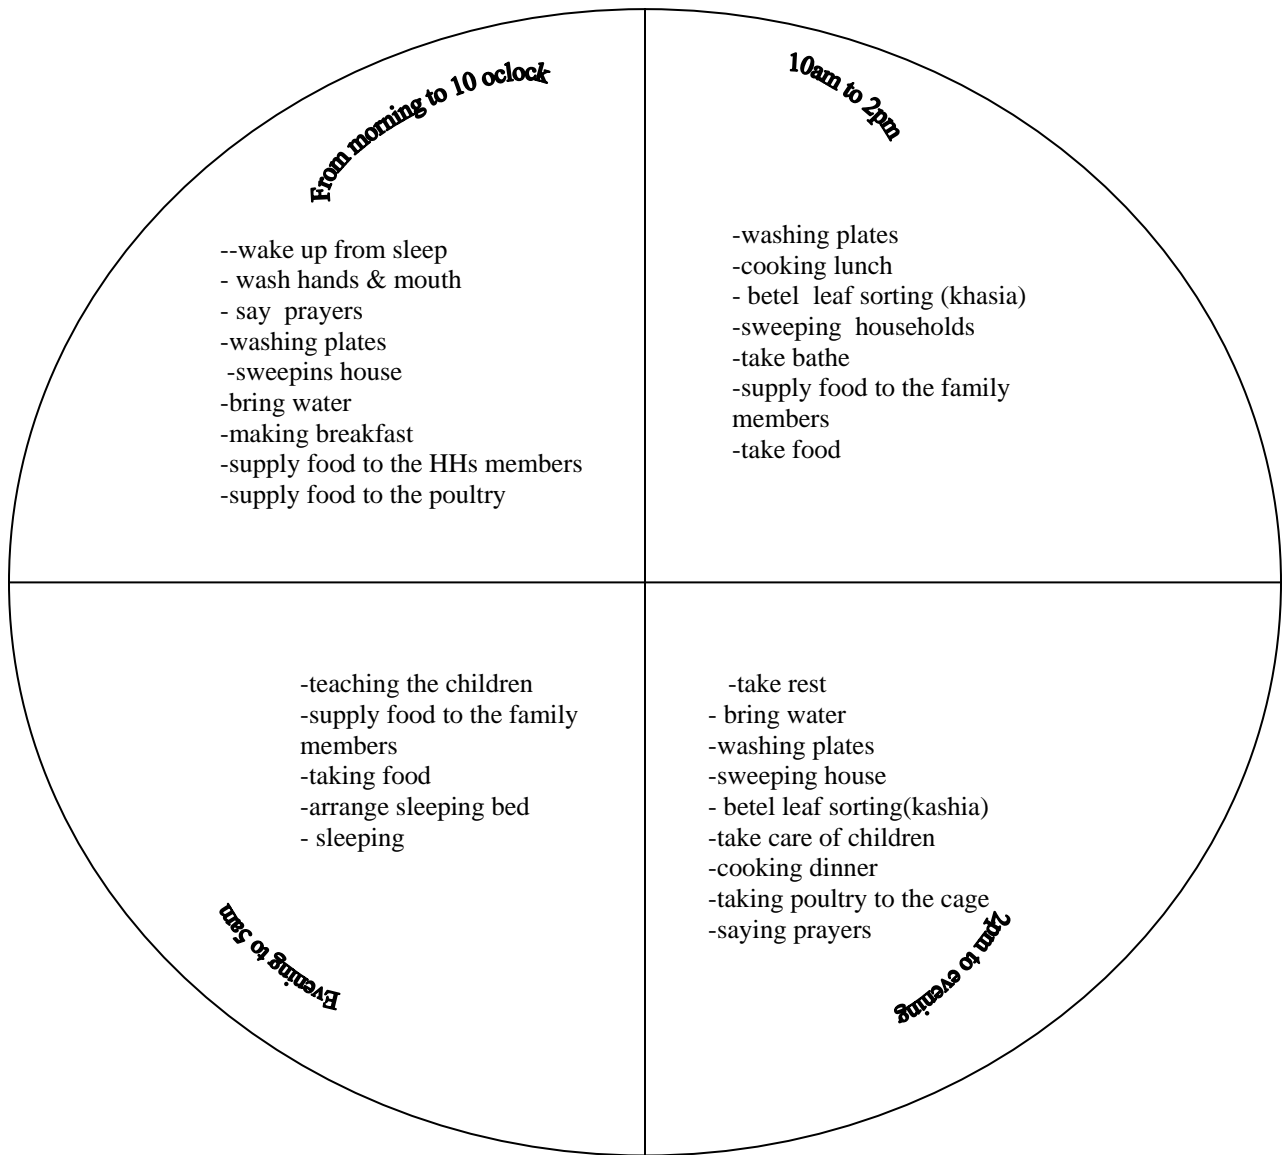 From morning to 10 oclock
--wake up from sleep
- wash hands & mouth
- say prayers
-washing plates
-sweepins house
-bring water
-making breakfast
-supply food to the HHs members
-supply food to the poultry
10am to 2pm
-washing plates
-cooking lunch
- betel leaf sorting (khasia)
-sweeping households
-take bathe
-supply food to the family
members
-take food
-take rest
- bring water
-washing plates
-sweeping house
- betel leaf sorting(kashia)
-take care of children
-cooking dinner
-taking poultry to the cage
-saying prayers
2pm to evening
-teaching the children
-supply food to the family
members
-taking food
-arrange sleeping bed
- sleeping
Evening to 5am